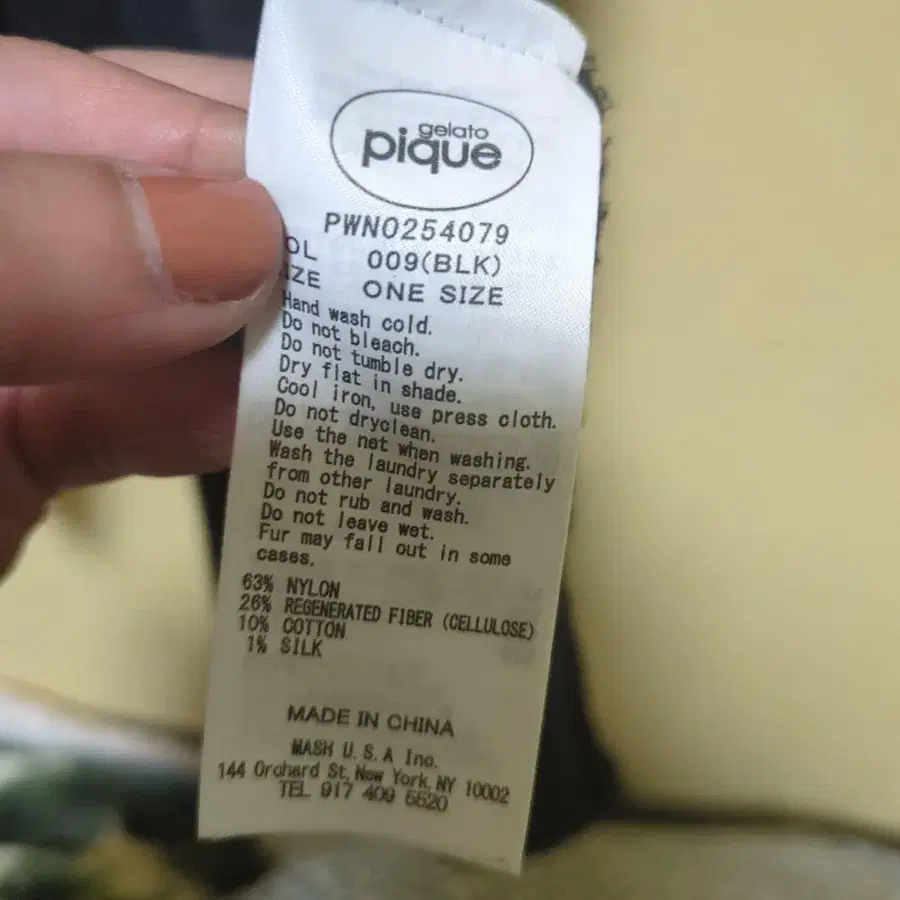 gelato
pique
PWNO254079
OL 009(BLK)
IZE ONE SIZE
Hand wash cold.
Do not bleach.
Do not tumble dry.
Dry flat in shade.
Cool iron, use press cloth.
Do not dryclean.
Use the net when washing.
Wash the laundry separately
from other laundry.
Do not rub and wash.
Do not leave wet.
Fur may fall out in some
cases.
63% NYLON
26% REGENERATED FIBER (CELLULOSE)
10% COTTON
1% SILK
MADE IN CHINA
MASH U.S.A Inc.
144 Orchard St, New York, NY 10002
TEL 917 409 5520